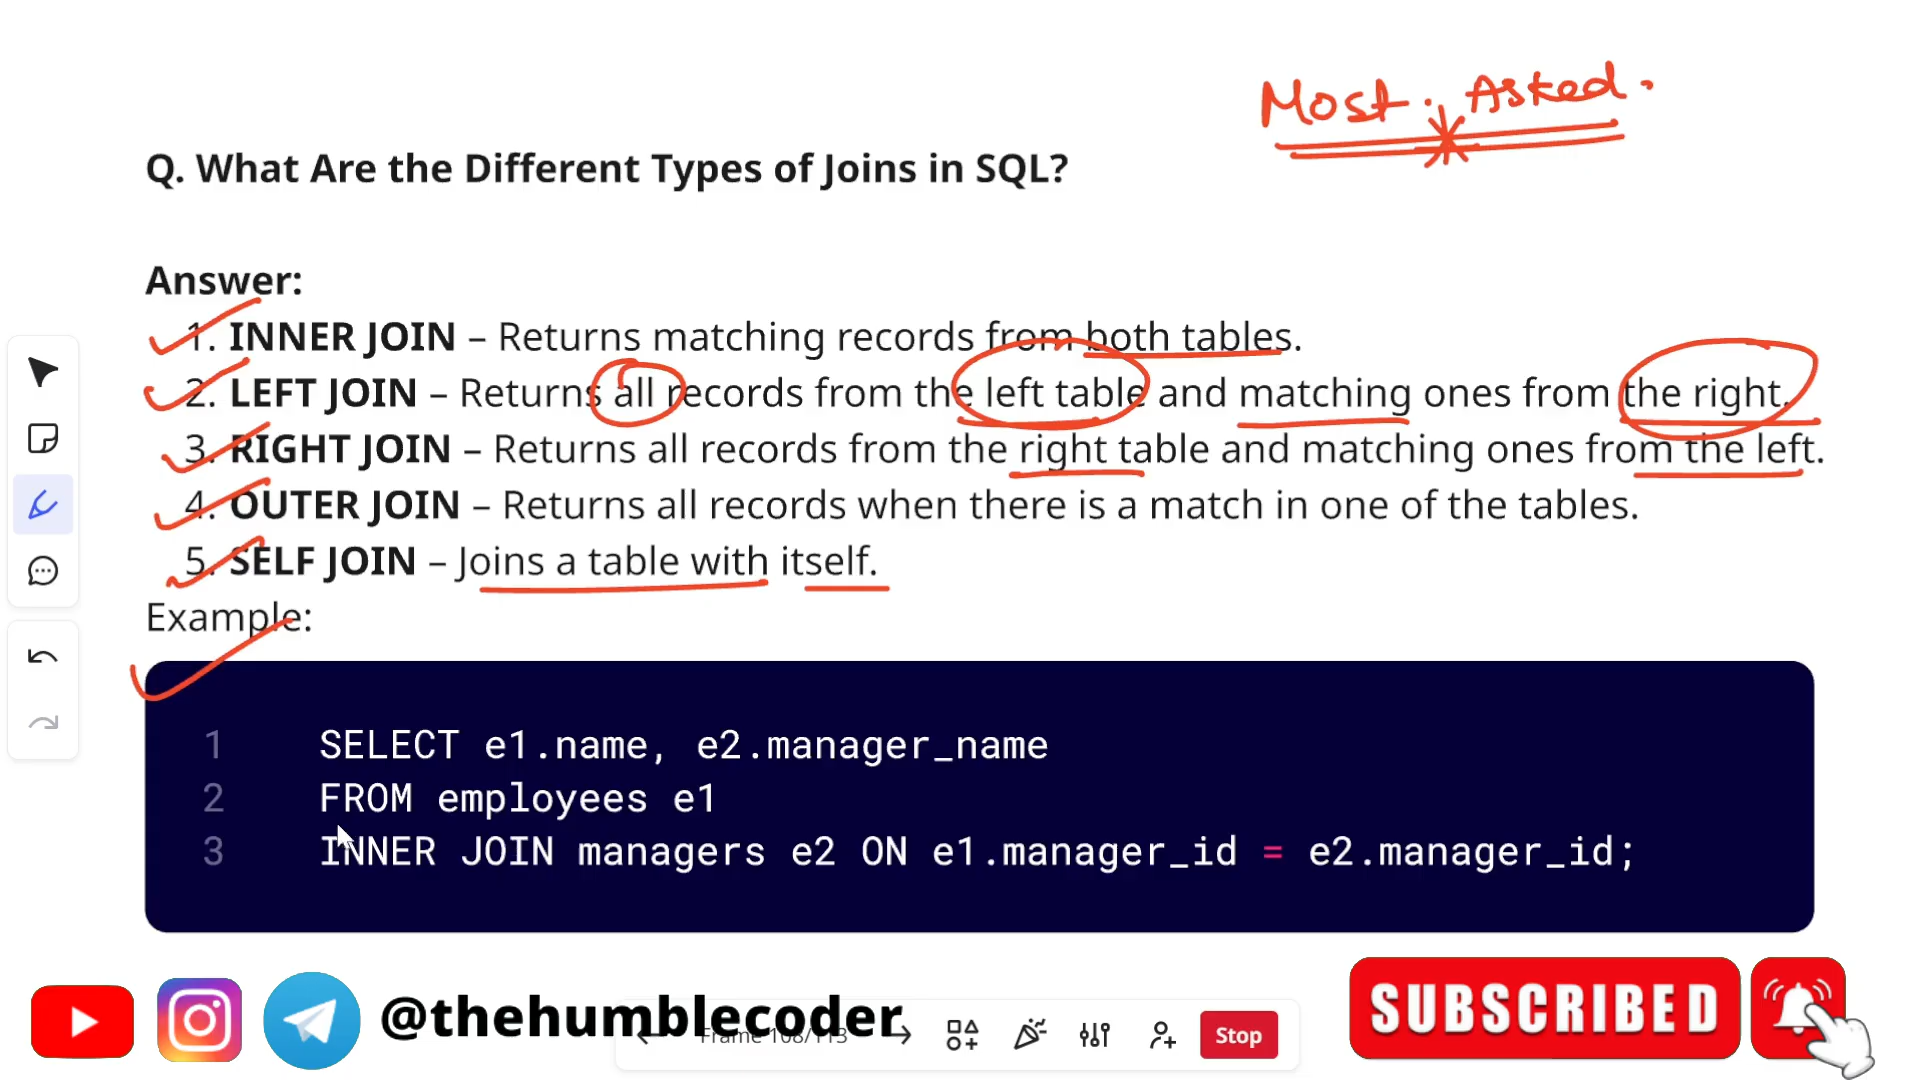 Most. Asked.
Q. What Are the Different Types of Joins in SQL?
Answer:
1. INNER JOIN – Returns matching records from both tables.
2. LEFT JOIN – Returns all records from the left table and matching ones from the right.
3. RIGHT JOIN – Returns all records from the right table and matching ones from the left.
4. OUTER JOIN – Returns all records when there is a match in one of the tables.
5. SELF JOIN – Joins a table with itself.
Example:
1 SELECT e1.name, e2.manager_name
2 FROM employees e1
3 INNER JOIN managers e2 ON e1.manager_id = e2.manager_id;
@thehumblecoder
Frame 108/113
Stop
SUBSCRIBED